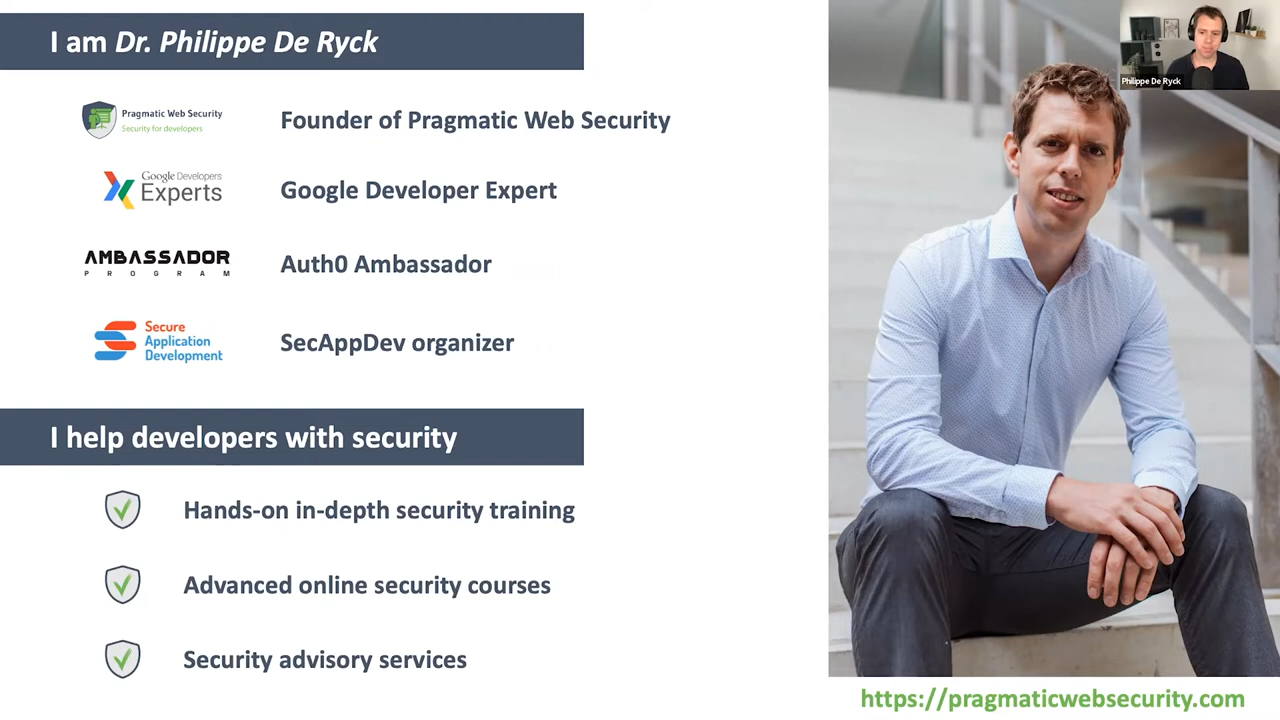 I am Dr. Philippe De Ryck
Pragmatic Web Security
Security for developers
Founder of Pragmatic Web Security
Google Developers
Experts
Google Developer Expert
AMBASSADOR
PROGRAM
Auth0 Ambassador
Secure
Application
Development
SecAppDev organizer
I help developers with security
Hands-on in-depth security training
Advanced online security courses
Security advisory services
Philippe De Ryck
https://pragmaticwebsecurity.com